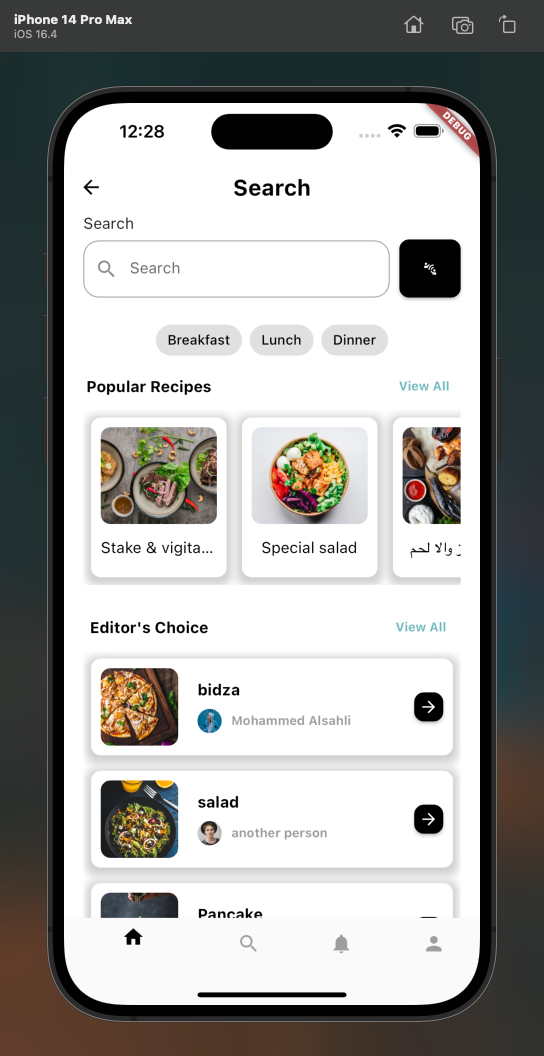 iPhone 14 Pro Max
iOS 16.4
12:28
DEBUG
Search
Search
Search
Breakfast
Lunch
Dinner
Popular Recipes
View All
Stake & vigita...
Special salad
والا لحم
Editor's Choice
View All
bidza
Mohammed Alsahli
salad
another person
Pancake